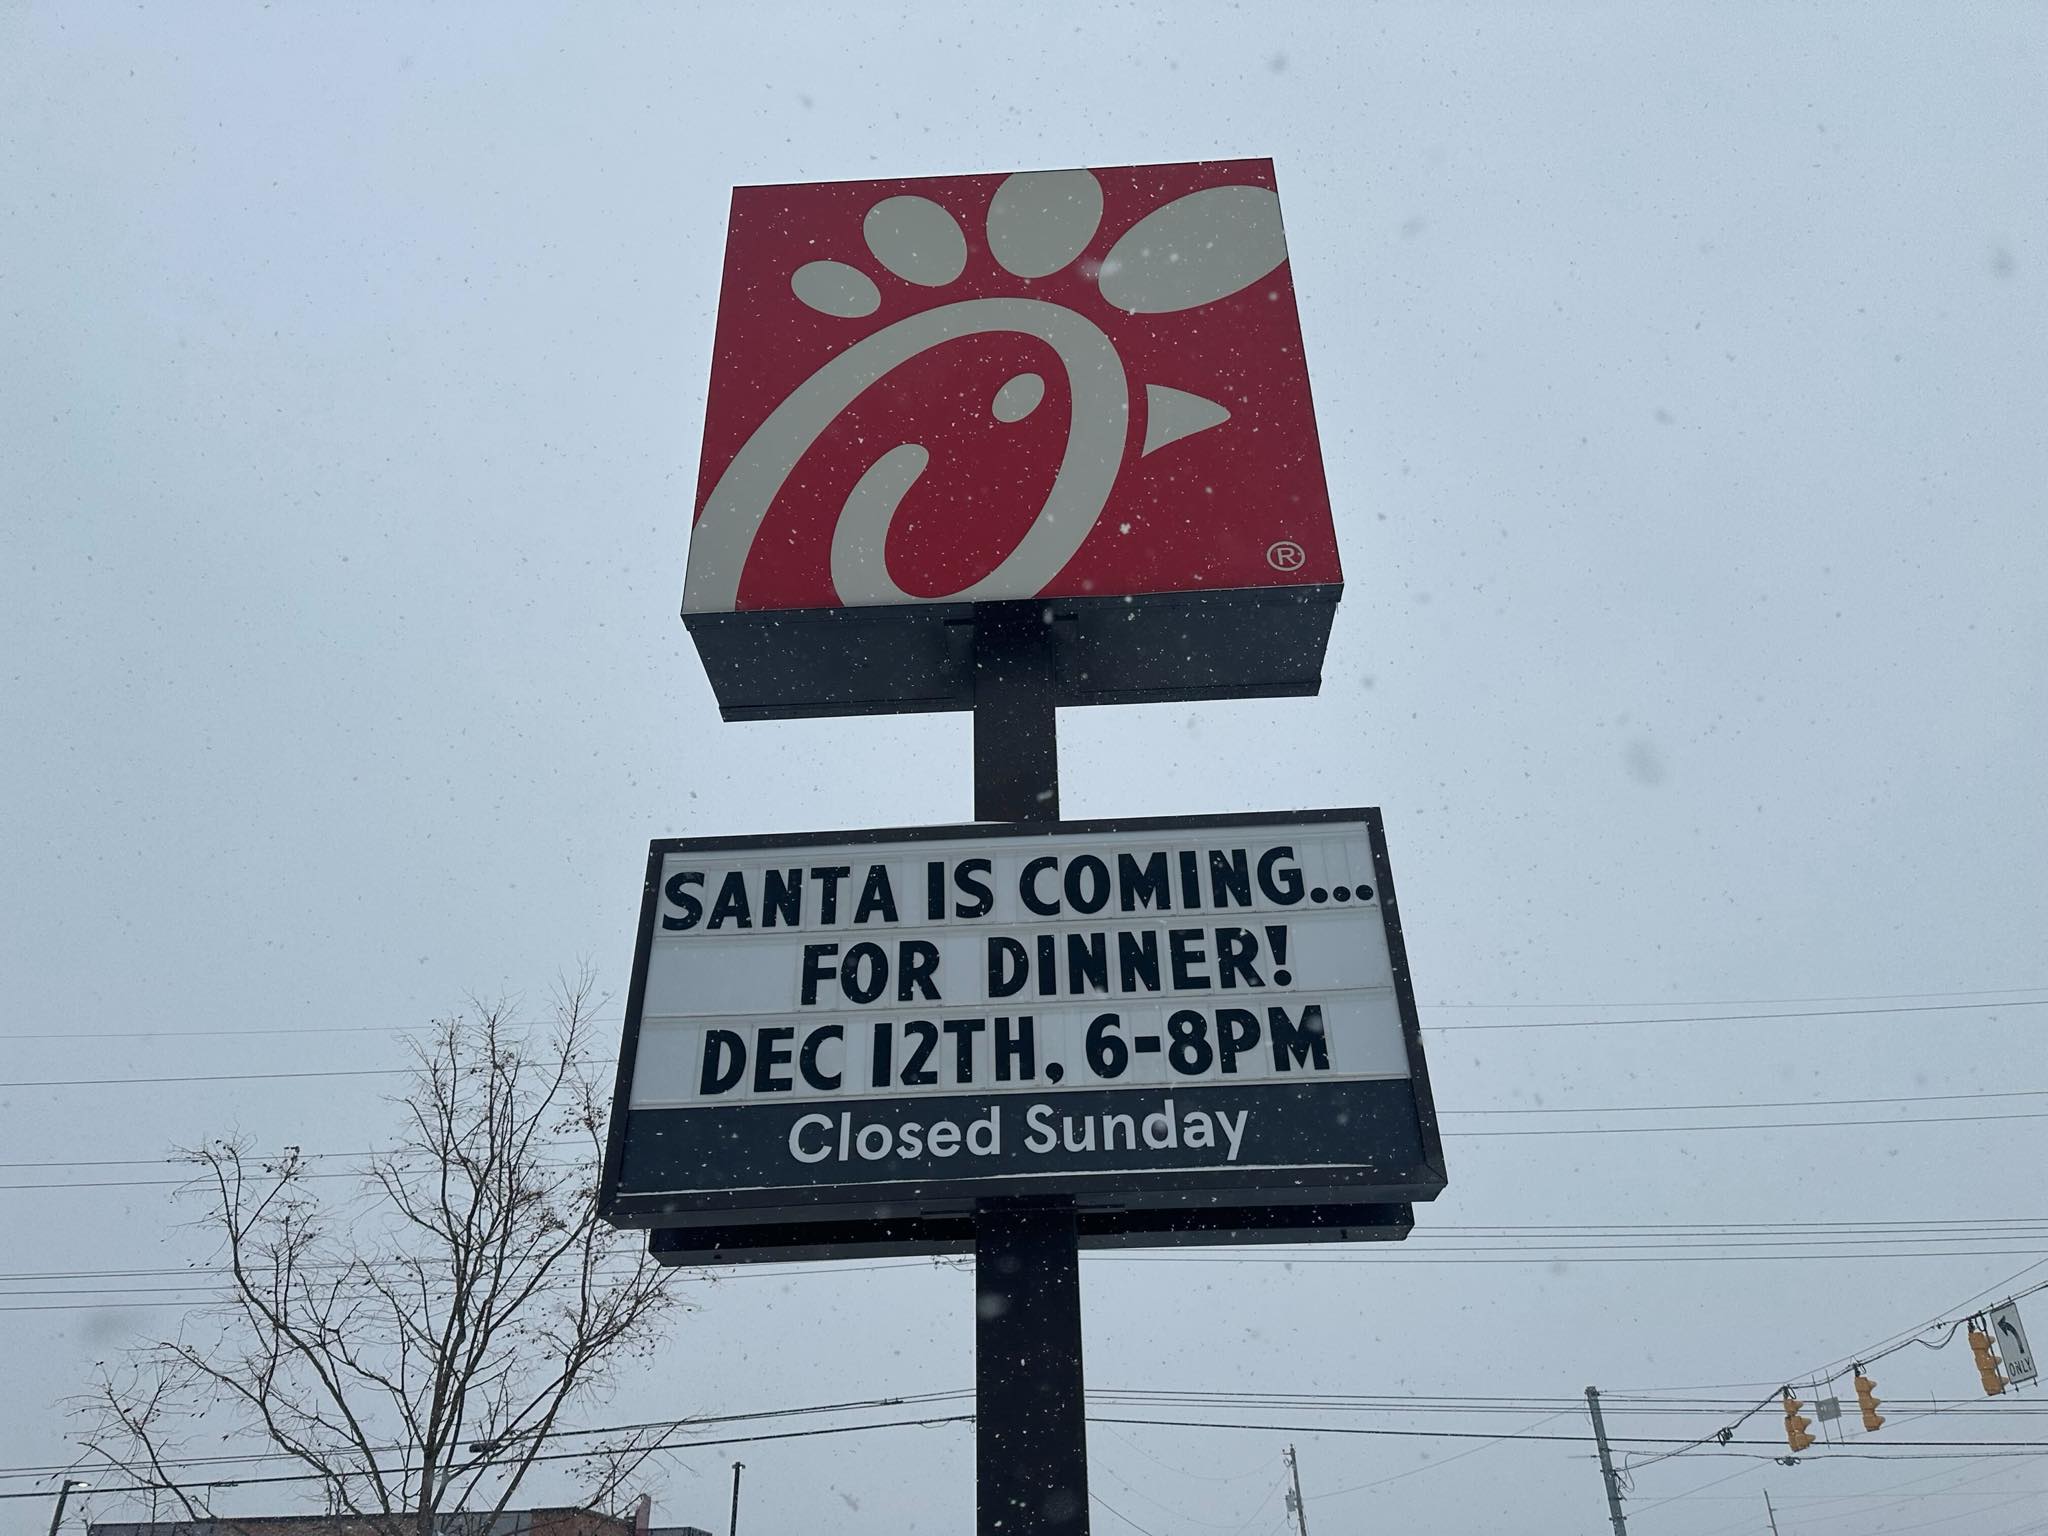 ®
SANTA IS COMING...
FOR DINNER!
DEC 12TH, 6-8PM
Closed Sunday
ONLY